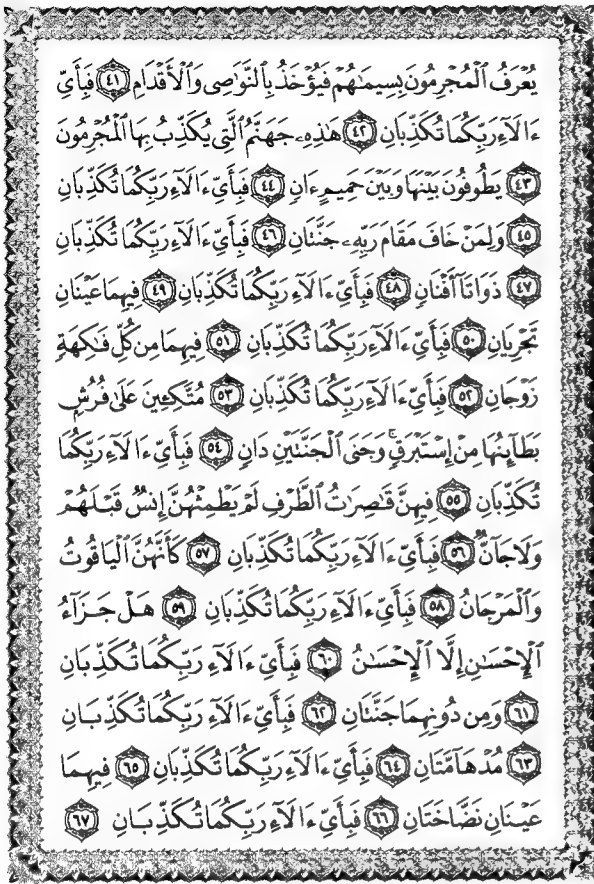 يُعْرَفُ ٱلْمُجْرِمُونَ بِسِيمَـٰهُمْ فَيُؤْخَذُ بِٱلنَّوَٰصِى وَٱلْأَقْدَامِ ٤١ فَبِأَىِّ
ءَالَآءِ رَبِّكُمَا تُكَذِّبَانِ ٤٢ هَـٰذِهِۦ جَهَنَّمُ ٱلَّتِى يُكَذِّبُ بِهَا ٱلْمُجْرِمُونَ
٤٣ يَطُوفُونَ بَيْنَهَا وَبَيْنَ حَمِيمٍ ءَانٍ ٤٤ فَبِأَىِّ ءَالَآءِ رَبِّكُمَا تُكَذِّبَانِ
٤٥ وَلِمَنْ خَافَ مَقَامَ رَبِّهِۦ جَنَّتَانِ ٤٦ فَبِأَىِّ ءَالَآءِ رَبِّكُمَا تُكَذِّبَانِ
٤٧ ذَوَاتَآ أَفْنَانٍ ٤٨ فَبِأَىِّ ءَالَآءِ رَبِّكُمَا تُكَذِّبَانِ ٤٩ فِيهِمَا عَيْنَانِ
تَجْرِيَانِ ٥٠ فَبِأَىِّ ءَالَآءِ رَبِّكُمَا تُكَذِّبَانِ ٥١ فِيهِمَا مِن كُلِّ فَـٰكِهَةٍ
زَوْجَانِ ٥٢ فَبِأَىِّ ءَالَآءِ رَبِّكُمَا تُكَذِّبَانِ ٥٣ مُتَّكِـِٔينَ عَلَىٰ فُرُشٍۭ
بَطَآئِنُهَا مِنْ إِسْتَبْرَقٍ ۚ وَجَنَى ٱلْجَنَّتَيْنِ دَانٍ ٥٤ فَبِأَىِّ ءَالَآءِ رَبِّكُمَا
تُكَذِّبَانِ ٥٥ فِيهِنَّ قَـٰصِرَٰتُ ٱلطَّرْفِ لَمْ يَطْمِثْهُنَّ إِنسٌ قَبْلَهُمْ
وَلَا جَآنٌّ ٥٦ فَبِأَىِّ ءَالَآءِ رَبِّكُمَا تُكَذِّبَانِ ٥٧ كَأَنَّهُنَّ ٱلْيَاقُوتُ
وَٱلْمَرْجَانُ ٥٨ فَبِأَىِّ ءَالَآءِ رَبِّكُمَا تُكَذِّبَانِ ٥٩ هَلْ جَزَآءُ
ٱلْإِحْسَـٰنِ إِلَّا ٱلْإِحْسَـٰنُ ٦٠ فَبِأَىِّ ءَالَآءِ رَبِّكُمَا تُكَذِّبَانِ
٦١ وَمِن دُونِهِمَا جَنَّتَانِ ٦٢ فَبِأَىِّ ءَالَآءِ رَبِّكُمَا تُكَذِّبَانِ
٦٣ مُدْهَآمَّتَانِ ٦٤ فَبِأَىِّ ءَالَآءِ رَبِّكُمَا تُكَذِّبَانِ ٦٥ فِيهِمَا
عَيْنَانِ نَضَّاخَتَانِ ٦٦ فَبِأَىِّ ءَالَآءِ رَبِّكُمَا تُكَذِّبَانِ ٦٧